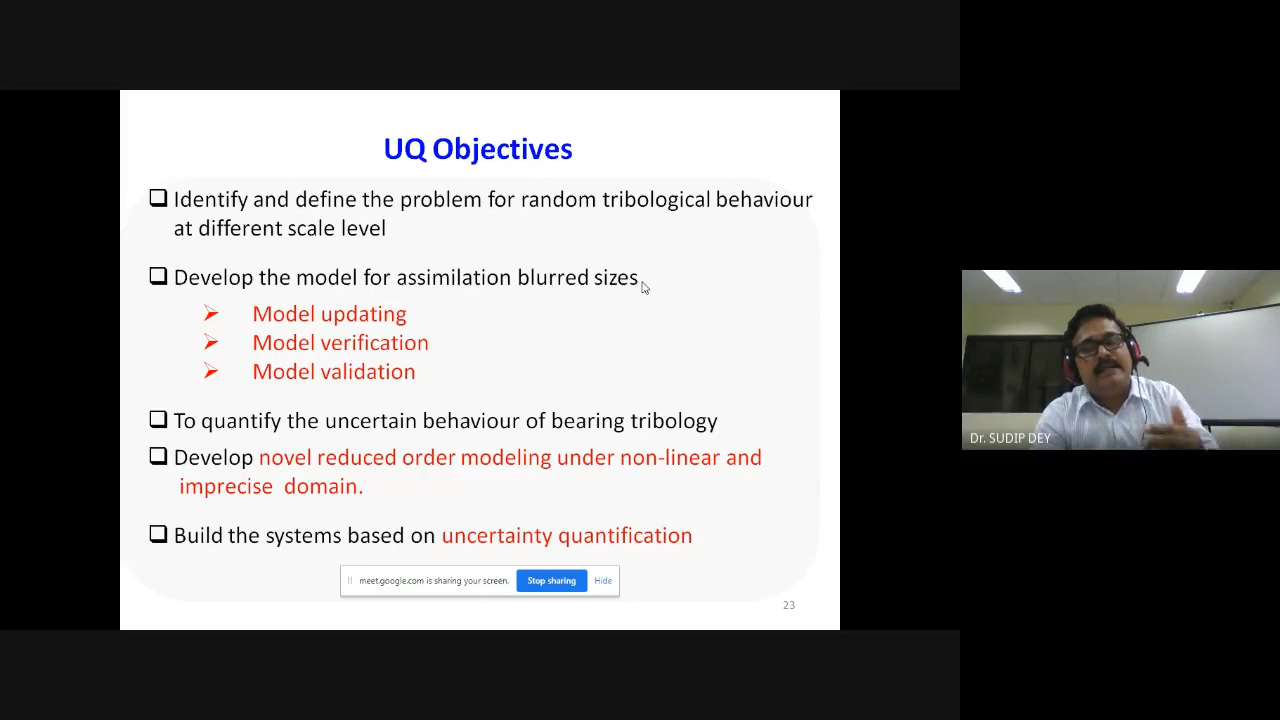 UQ Objectives
Identify and define the problem for random tribological behaviour
at different scale level
Develop the model for assimilation blurred sizes
Model updating
Model verification
Model validation
To quantify the uncertain behaviour of bearing tribology
Develop novel reduced order modeling under non-linear and
imprecise domain.
Build the systems based on uncertainty quantification
meet.google.com is sharing your screen. Stop sharing Hide
23
Dr. SUDIP DEY